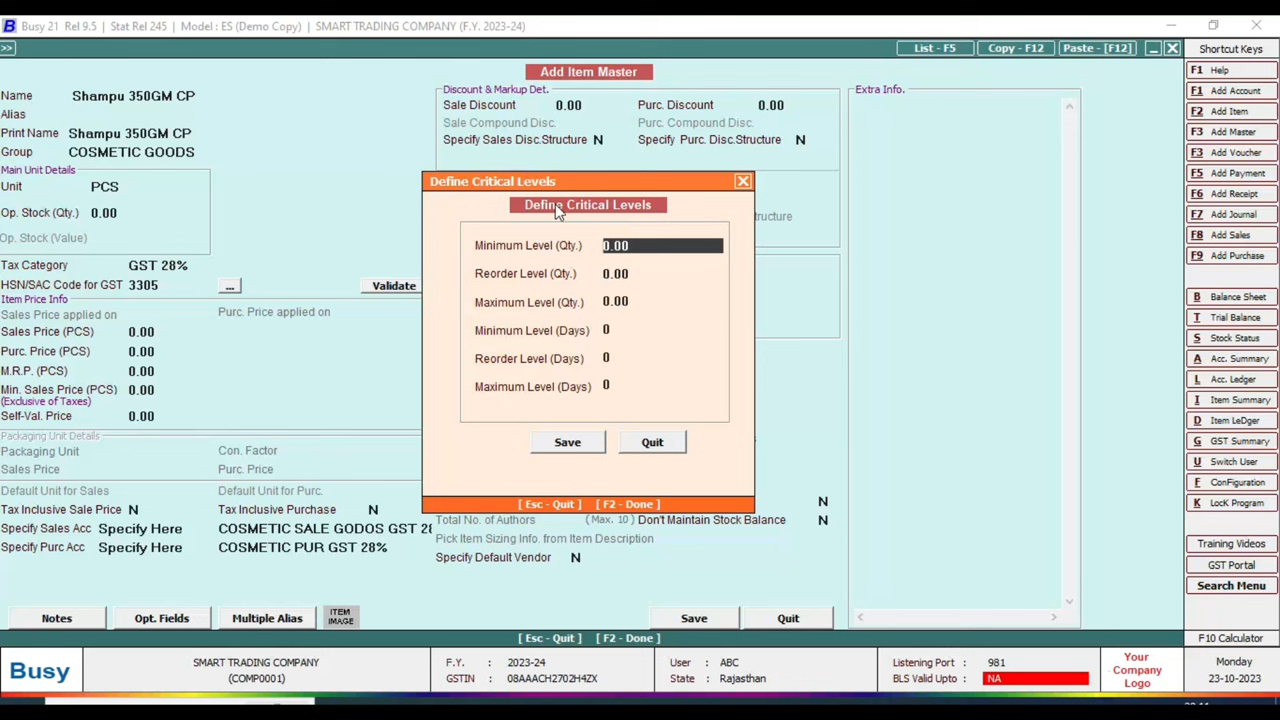 Busy 21 Rel 9.5 | Stat Rel 245 | Model : ES (Demo Copy) | SMART TRADING COMPANY (F.Y. 2023-24)
>> List - F5 Copy - F12 Paste - [F12] Shortcut Keys
Add Item Master
Name Shampu 350GM CP
Alias
Print Name Shampu 350GM CP
Group COSMETIC GOODS
Main Unit Details
Unit PCS
Op. Stock (Qty.) 0.00
Op. Stock (Value)
Tax Category GST 28%
HSN/SAC Code for GST 3305 ... Validate
Item Price Info
Sales Price applied on Purc. Price applied on
Sales Price (PCS) 0.00
Purc. Price (PCS) 0.00
M.R.P. (PCS) 0.00
Min. Sales Price (PCS) 0.00
(Exclusive of Taxes)
Self-Val. Price 0.00
Packaging Unit Details
Packaging Unit Con. Factor
Sales Price Purc. Price
Default Unit for Sales Default Unit for Purc.
Tax Inclusive Sale Price N Tax Inclusive Purchase N
Specify Sales Acc Specify Here COSMETIC SALE GODOS GST 28
Specify Purc Acc Specify Here COSMETIC PUR GST 28%
Discount & Markup Det.
Sale Discount 0.00 Purc. Discount 0.00
Sale Compound Disc. Purc. Compound Disc.
Specify Sales Disc.Structure N Specify Purc. Disc.Structure N
ructure
Define Critical Levels
Define Critical Levels
Minimum Level (Qty.) 0.00
Reorder Level (Qty.) 0.00
Maximum Level (Qty.) 0.00
Minimum Level (Days) 0
Reorder Level (Days) 0
Maximum Level (Days) 0
Save Quit
[ Esc - Quit ] [ F2 - Done ]
N
Total No. of Authors ( Max. 10 ) Don't Maintain Stock Balance N
Pick Item Sizing Info. from Item Description
Specify Default Vendor N
Extra Info.
Notes Opt. Fields Multiple Alias ITEM IMAGE Save Quit
[ Esc - Quit ] [ F2 - Done ]
F1 Help
F1 Add Account
F2 Add Item
F3 Add Master
F3 Add Voucher
F5 Add Payment
F6 Add Receipt
F7 Add Journal
F8 Add Sales
F9 Add Purchase
B Balance Sheet
T Trial Balance
S Stock Status
A Acc. Summary
L Acc. Ledger
I Item Summary
D Item LeDger
G GST Summary
U Switch User
F ConFiguration
K LocK Program
Training Videos
GST Portal
Search Menu
F10 Calculator
Busy
SMART TRADING COMPANY
(COMP0001)
F.Y. : 2023-24
GSTIN : 08AAACH2702H4ZX
User : ABC
State : Rajasthan
Listening Port : 981
BLS Valid Upto : NA
Your
Company
Logo
Monday
23-10-2023